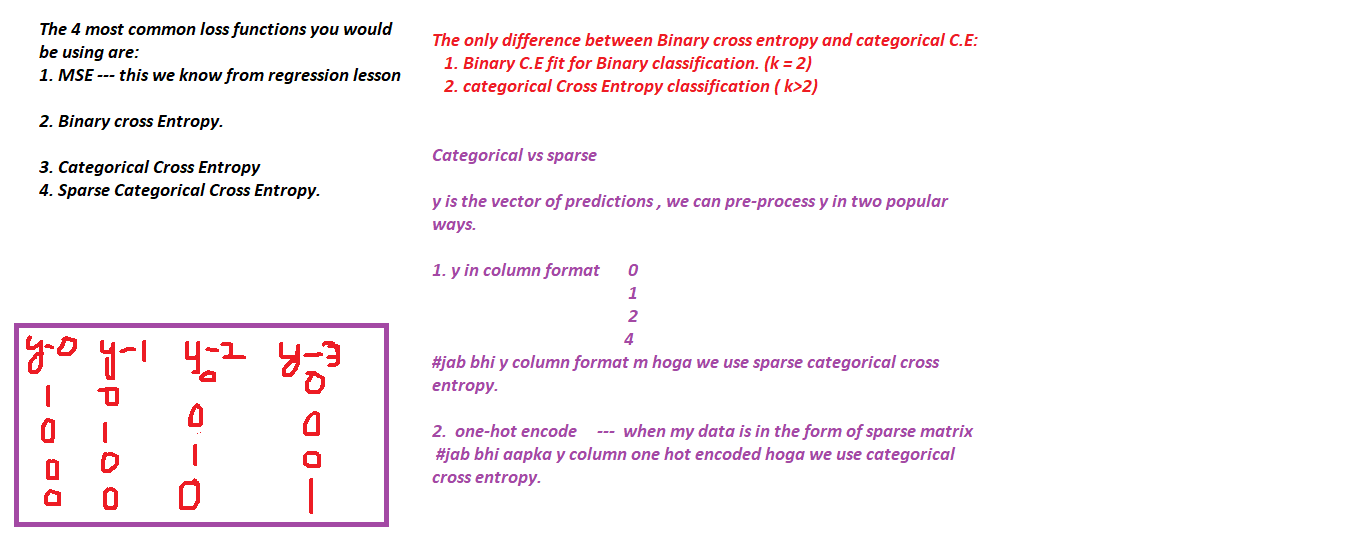 The 4 most common loss functions you would
be using are:
1. MSE --- this we know from regression lesson
2. Binary cross Entropy.
3. Categorical Cross Entropy
4. Sparse Categorical Cross Entropy.
The only difference between Binary cross entropy and categorical C.E:
1. Binary C.E fit for Binary classification. (k = 2)
2. categorical Cross Entropy classification ( k>2)
Categorical vs sparse
y is the vector of predictions , we can pre-process y in two popular
ways.
1. y in column format 0
1
2
4
#jab bhi y column format m hoga we use sparse categorical cross
entropy.
2. one-hot encode --- when my data is in the form of sparse matrix
#jab bhi aapka y column one hot encoded hoga we use categorical
cross entropy.
y-0 y-1 y-2 y-3
1 0 0 0
0 1 0 0
0 0 1 0
0 0 0 1